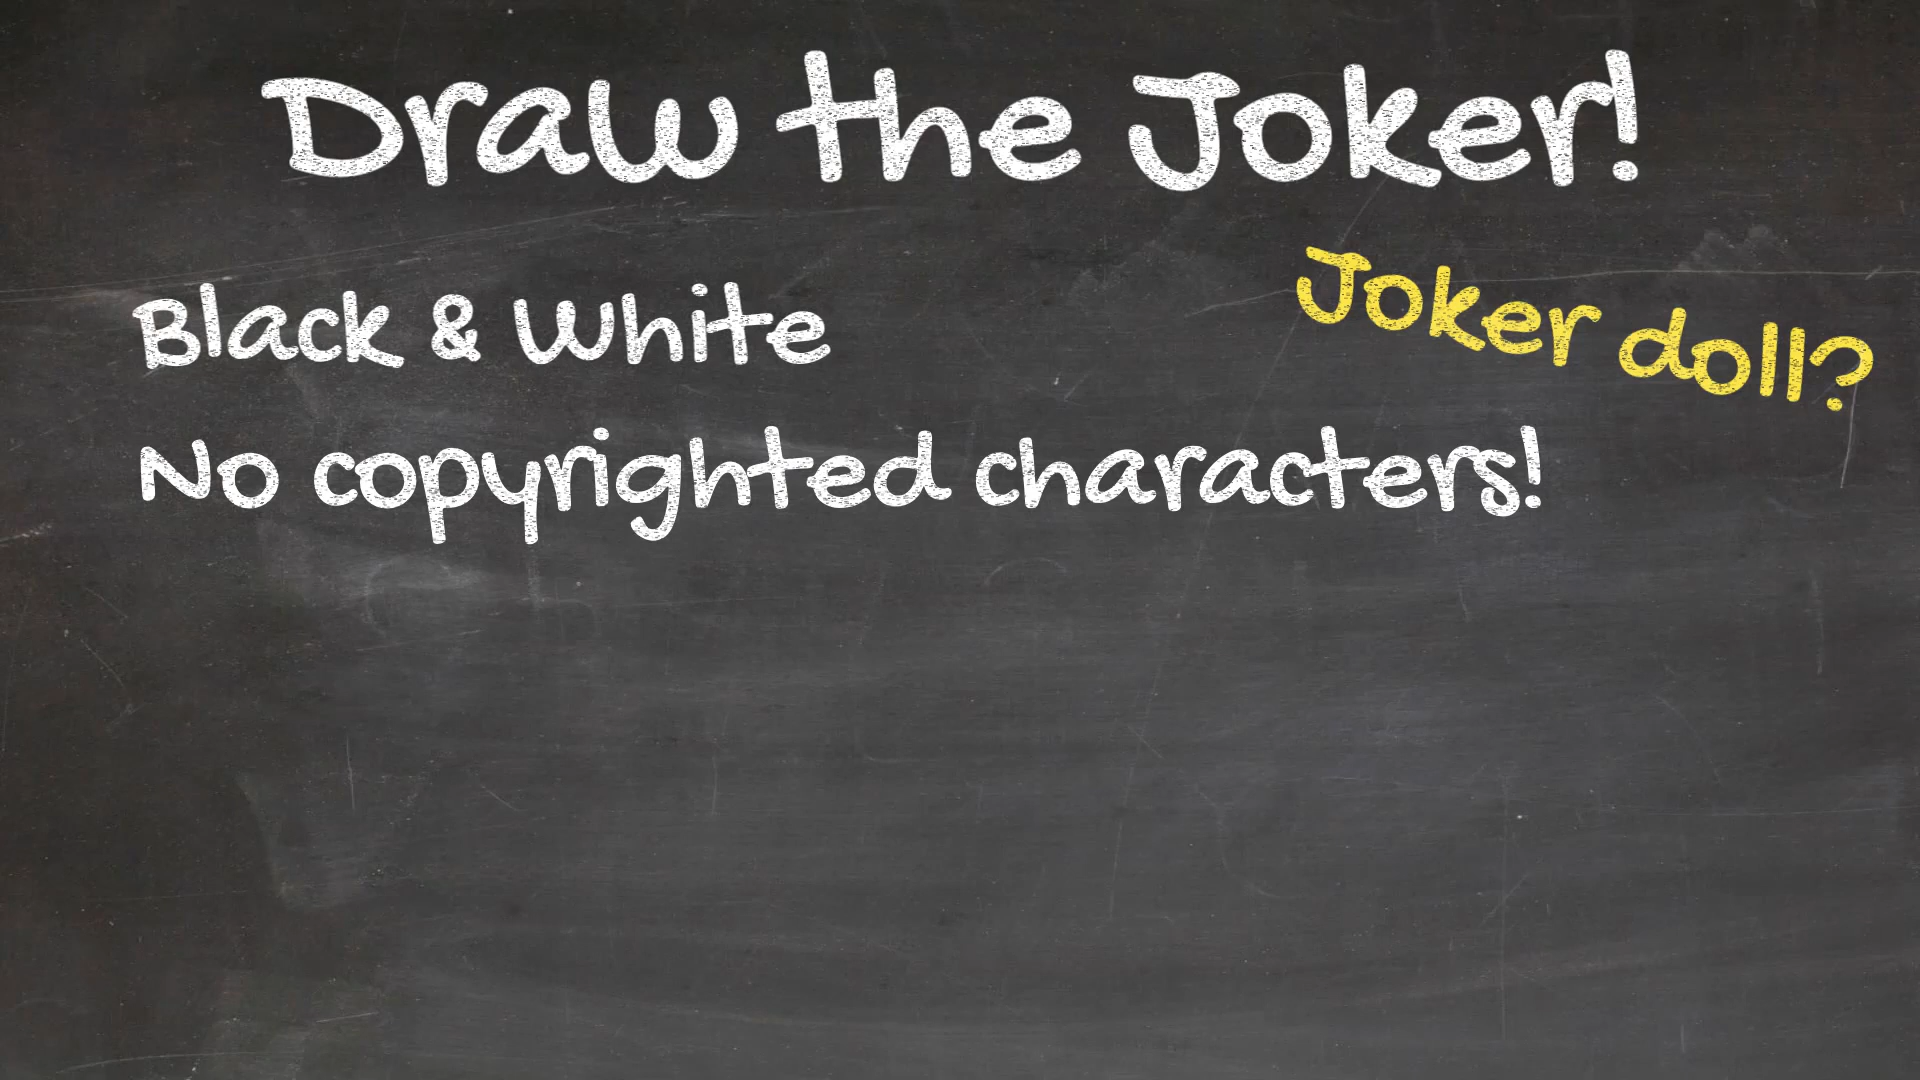 Draw the Joker!
Black & White
Joker doll?
No copyrighted characters!